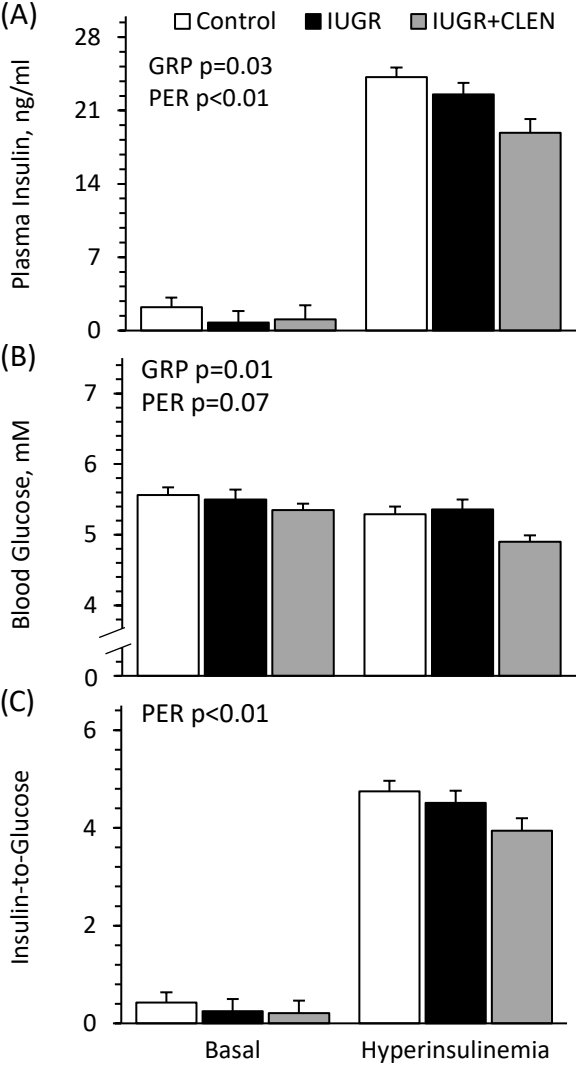 (A)
Control IUGR IUGR+CLEN
GRP p=0.03
PER p<0.01
Plasma Insulin, ng/ml
28
21
14
7
0
(B)
GRP p=0.01
PER p=0.07
Blood Glucose, mM
7
6
5
4
0
(C)
PER p<0.01
Insulin-to-Glucose
6
4
2
0
Basal Hyperinsulinemia